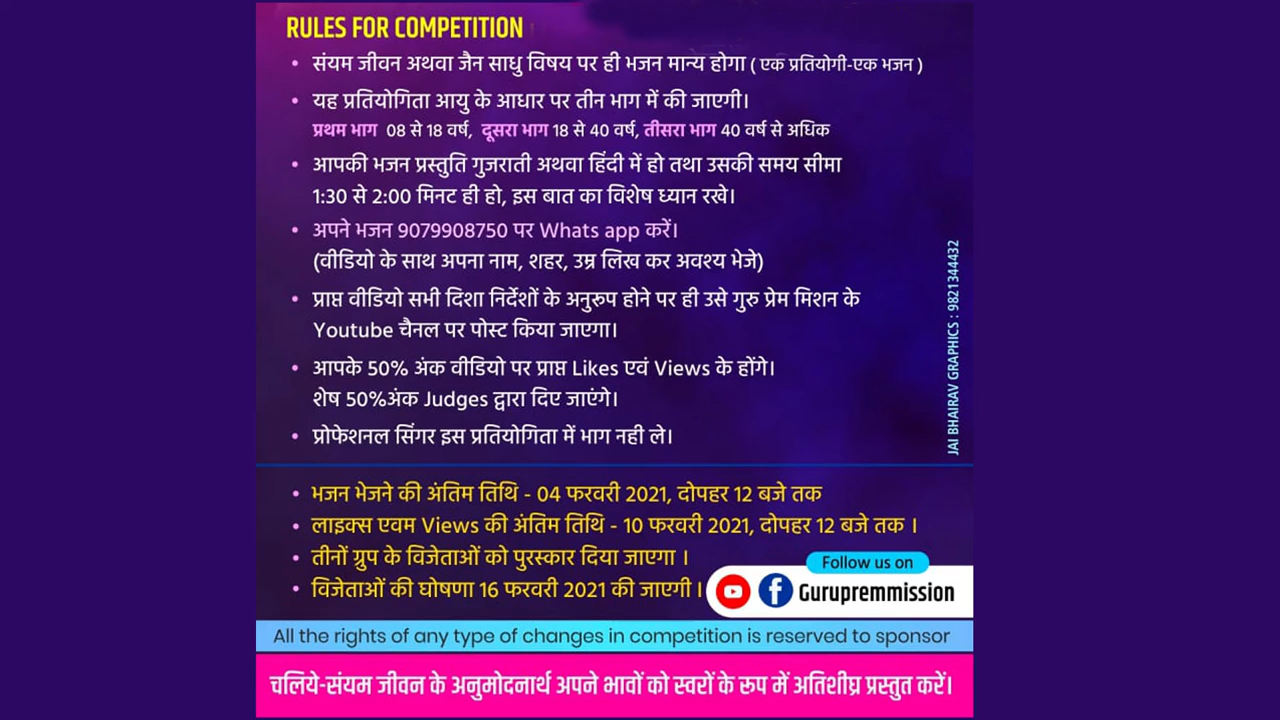 RULES FOR COMPETITION
• संयम जीवन अथवा जैन साधु विषय पर ही भजन मान्य होगा ( एक प्रतियोगी-एक भजन )
• यह प्रतियोगिता आयु के आधार पर तीन भाग में की जाएगी।
प्रथम भाग 08 से 18 वर्ष, दूसरा भाग 18 से 40 वर्ष, तीसरा भाग 40 वर्ष से अधिक
• आपकी भजन प्रस्तुति गुजराती अथवा हिंदी में हो तथा उसकी समय सीमा
1:30 से 2:00 मिनट ही हो, इस बात का विशेष ध्यान रखे।
• अपने भजन 9079908750 पर Whats app करें।
(वीडियो के साथ अपना नाम, शहर, उम्र लिख कर अवश्य भेजे)
• प्राप्त वीडियो सभी दिशा निर्देशों के अनुरूप होने पर ही उसे गुरु प्रेम मिशन के
Youtube चैनल पर पोस्ट किया जाएगा।
• आपके 50% अंक वीडियो पर प्राप्त Likes एवं Views के होंगे।
शेष 50%अंक Judges द्वारा दिए जाएंगे।
• प्रोफेशनल सिंगर इस प्रतियोगिता में भाग नही ले।
JAI BHAIRAV GRAPHICS : 9821344432
• भजन भेजने की अंतिम तिथि - 04 फरवरी 2021, दोपहर 12 बजे तक
• लाइक्स एवम Views की अंतिम तिथि - 10 फरवरी 2021, दोपहर 12 बजे तक ।
• तीनों ग्रुप के विजेताओं को पुरस्कार दिया जाएगा ।
• विजेताओं की घोषणा 16 फरवरी 2021 की जाएगी ।
Follow us on
Gurupremmission
All the rights of any type of changes in competition is reserved to sponsor
चलिये-संयम जीवन के अनुमोदनार्थ अपने भावों को स्वरों के रूप में अतिशीघ्र प्रस्तुत करें।